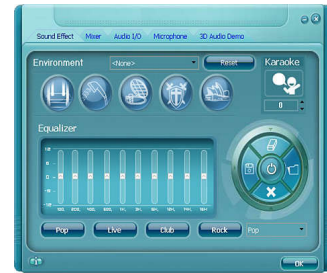 Sound Effect Mixer Audio I/O Microphone 3D Audio Demo
Environment <None> Reset Karaoke
0
Equalizer
Pop Live Club Rock Pop
OK